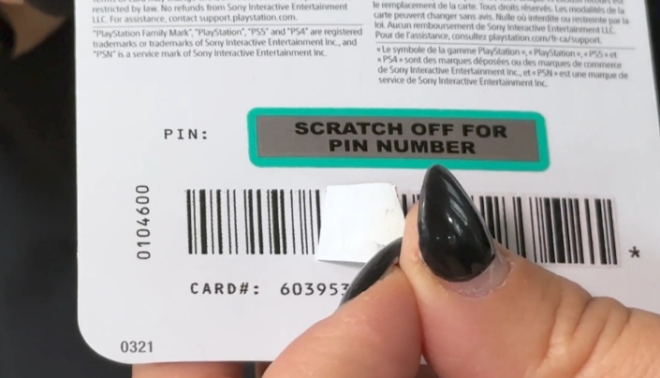 restricted by law. No refunds from Sony Interactive Entertainment
LLC. For assistance, contact support.playstation.com.
"PlayStation Family Mark", "PlayStation", "PS5" and "PS4" are registered
trademarks or trademarks of Sony Interactive Entertainment Inc., and
"PSN" is a service mark of Sony Interactive Entertainment Inc.
le remplacement de la carte. Tous droits réservés. Les modalités de la
carte peuvent changer sans avis. Nulle où interdite ou restreinte par la
loi. Aucun remboursement de Sony Interactive Entertainment LLC.
Pour de l'assistance, consultez playstation.com/fr-ca/support.
« Le symbole de la gamme PlayStation », « PlayStation », « PS5 » et
« PS4 » sont des marques déposées ou des marques de commerce
de Sony Interactive Entertainment Inc., et « PSN » est une marque de
service de Sony Interactive Entertainment Inc.
PIN:
SCRATCH OFF FOR
PIN NUMBER
0104600
*
CARD#: 603953
0321